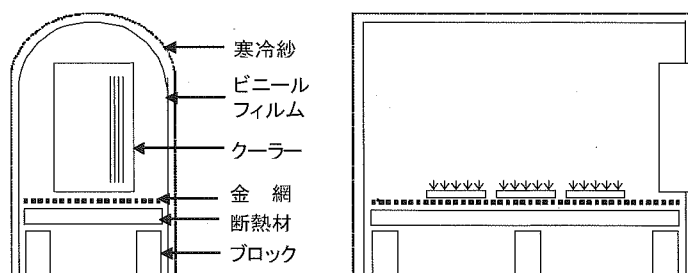 寒冷紗
ビニール
フィルム
クーラー
金　網
断熱材
ブロック